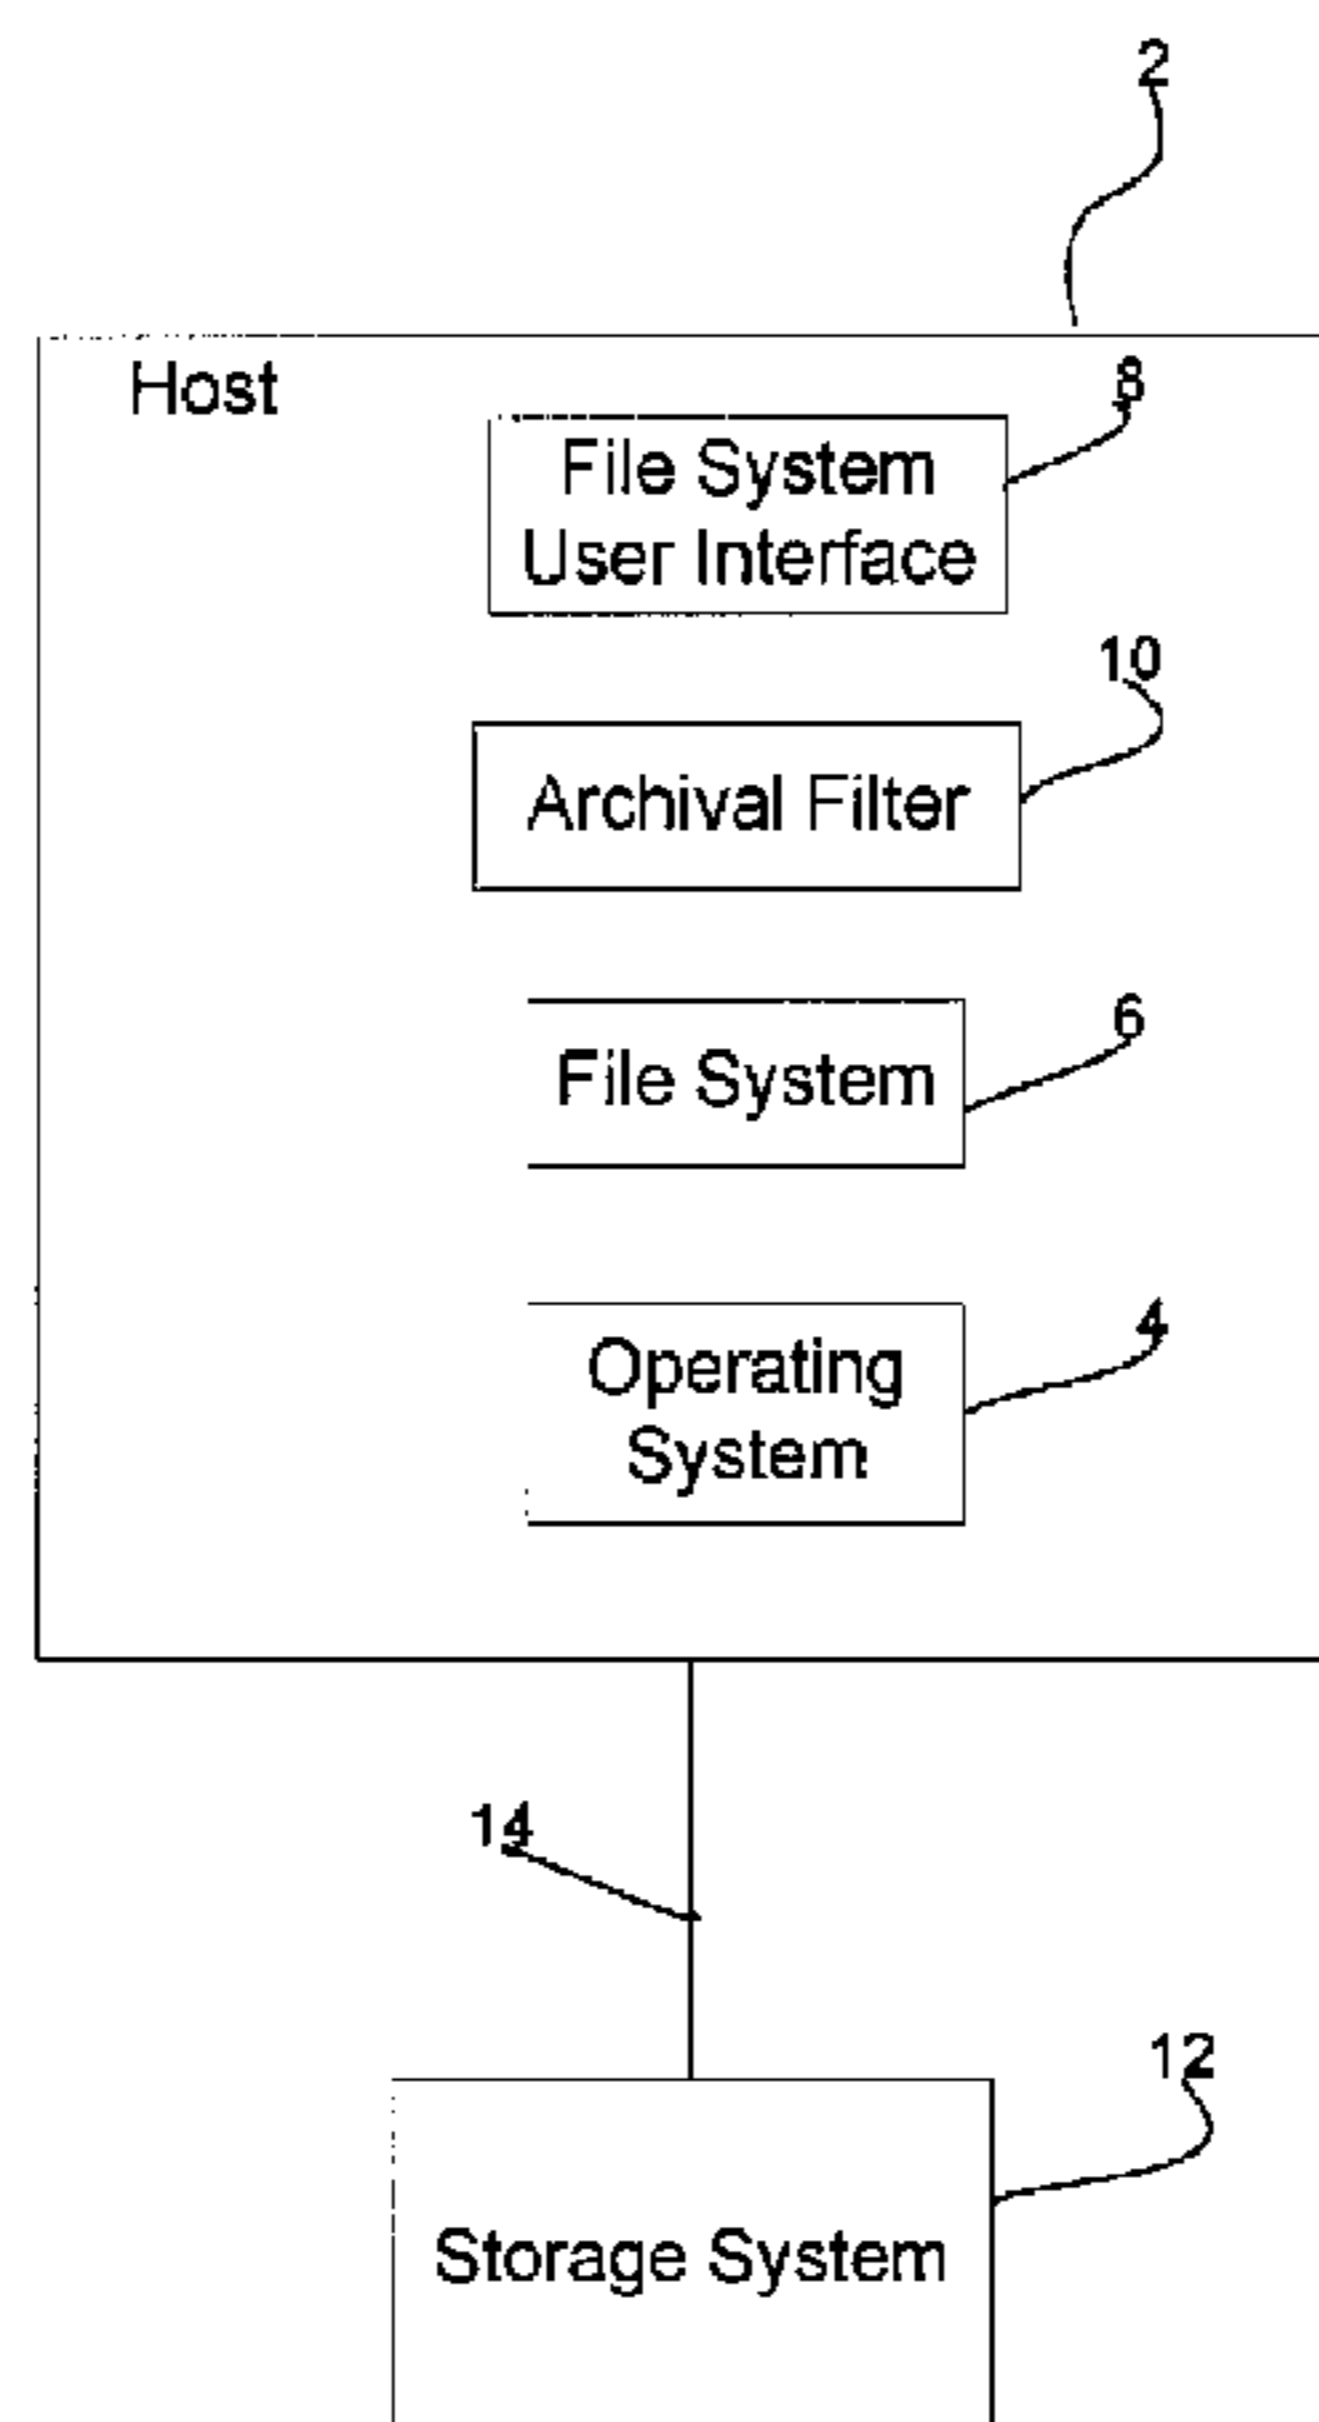 2
Host
8
File System
User Interface
10
Archival Filter
6
File System
4
Operating
System
14
12
Storage System